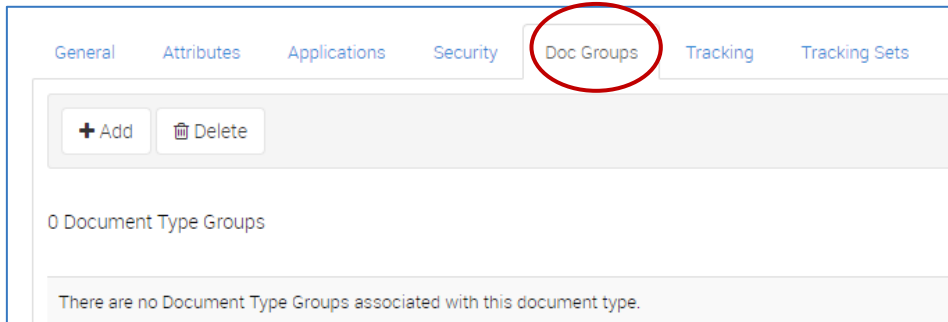 General Attributes Applications Security Doc Groups Tracking Tracking Sets
Add Delete
0 Document Type Groups
There are no Document Type Groups associated with this document type.